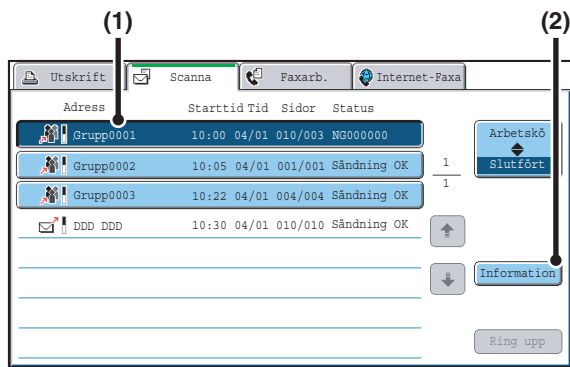 (1) (2)
Utskrift Scanna Faxarb. Internet-Faxa
Adress Starttid Tid Sidor Status
Grupp0001 10:00 04/01 010/003 NG000000
Grupp0002 10:05 04/01 001/001 Sändning OK
Grupp0003 10:22 04/01 004/004 Sändning OK
DDD DDD 10:30 04/01 010/010 Sändning OK
1
1
Arbetskö
Slutfört
Information
Ring upp